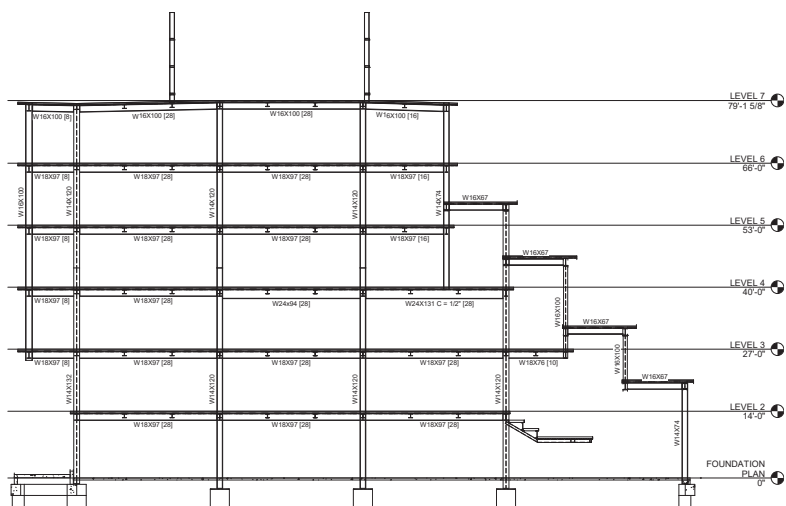 LEVEL 7
79'-1 5/8"
W16X100 [8]
W16X100 [28]
W16X100 [28]
W16X100 [16]
LEVEL 6
66'-0"
W18X97 [8]
W18X97 [28]
W18X97 [28]
W18X97 [16]
W16X100
W14X120
W14X120
W14X120
W14X74
W16X67
LEVEL 5
53'-0"
W18X97 [8]
W18X97 [28]
W18X97 [28]
W18X97 [16]
W16X67
LEVEL 4
40'-0"
W18X97 [8]
W18X97 [28]
W24x94 [28]
W24X131 C = 1/2" [28]
W16X100
W16X67
LEVEL 3
27'-0"
W18X97 [8]
W18X97 [28]
W18X97 [28]
W18X97 [28]
W18X76 [10]
W16X100
W14X132
W14X120
W14X120
W14X120
W16X67
LEVEL 2
14'-0"
W18X97 [28]
W18X97 [28]
W18X97 [28]
W14X74
FOUNDATION
PLAN
0"